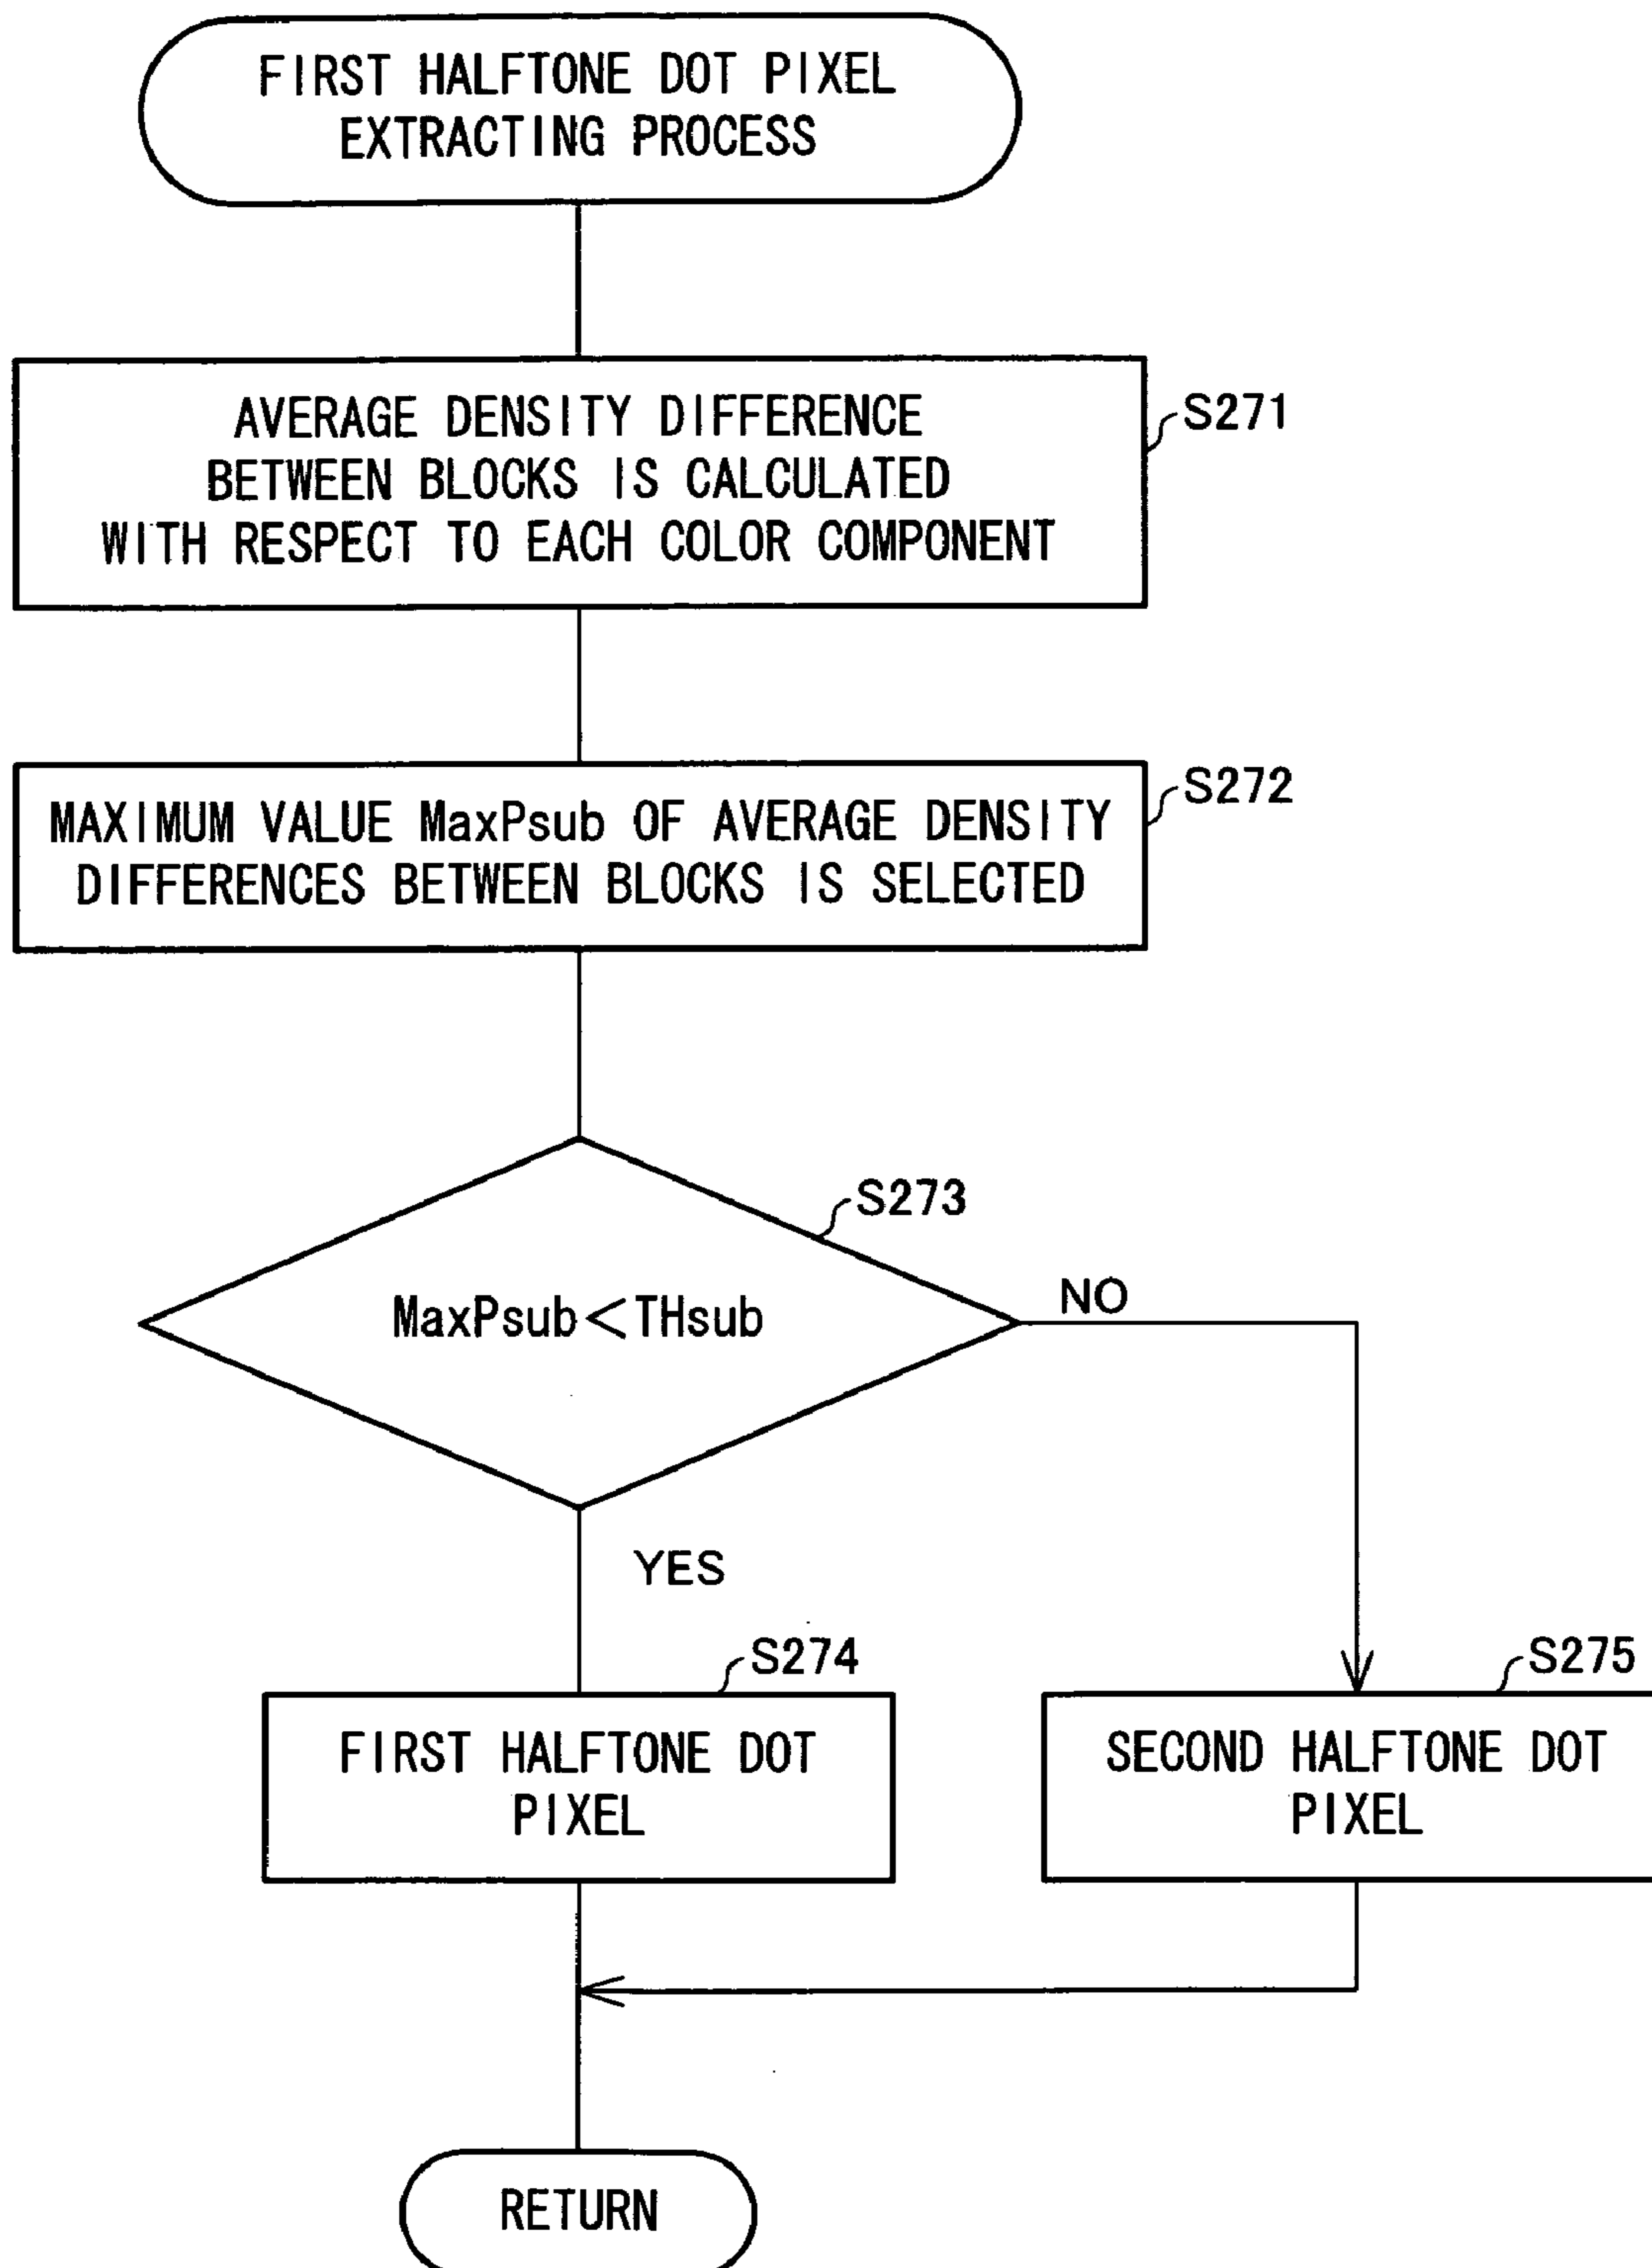 FIRST HALFTONE DOT PIXEL
EXTRACTING PROCESS
AVERAGE DENSITY DIFFERENCE
BETWEEN BLOCKS IS CALCULATED
WITH RESPECT TO EACH COLOR COMPONENT
S271
MAXIMUM VALUE MaxPsub OF AVERAGE DENSITY
DIFFERENCES BETWEEN BLOCKS IS SELECTED
S272
S273
MaxPsub<THsub
NO
YES
S274
FIRST HALFTONE DOT
PIXEL
S275
SECOND HALFTONE DOT
PIXEL
RETURN